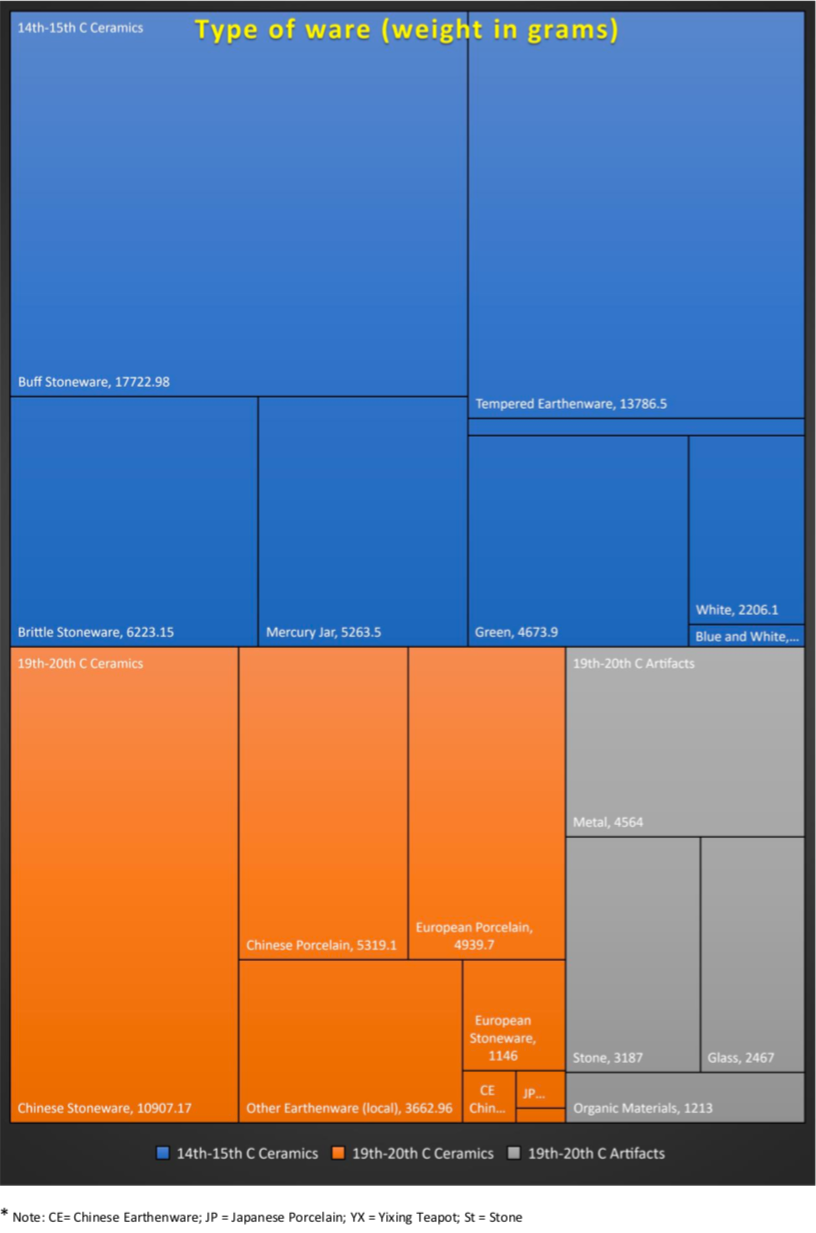 Type of ware (weight in grams)
14th-15th C Ceramics
Buff Stoneware, 17722.98
Tempered Earthenware, 13786.5
Brittle Stoneware, 6223.15
Mercury Jar, 5263.5
Green, 4673.9
White, 2206.1
Blue and White,...
19th-20th C Ceramics
19th-20th C Artifacts
Metal, 4564
Chinese Porcelain, 5319.1
European Porcelain,
4939.7
European
Stoneware,
1146
Stone, 3187
Glass, 2467
Chinese Stoneware, 10907.17
Other Earthenware (local), 3662.96
CE
Chin...
JP...
Organic Materials, 1213
14th-15th C Ceramics
19th-20th C Ceramics
19th-20th C Artifacts
* Note: CE= Chinese Earthenware; JP = Japanese Porcelain; YX = Yixing Teapot; St = Stone